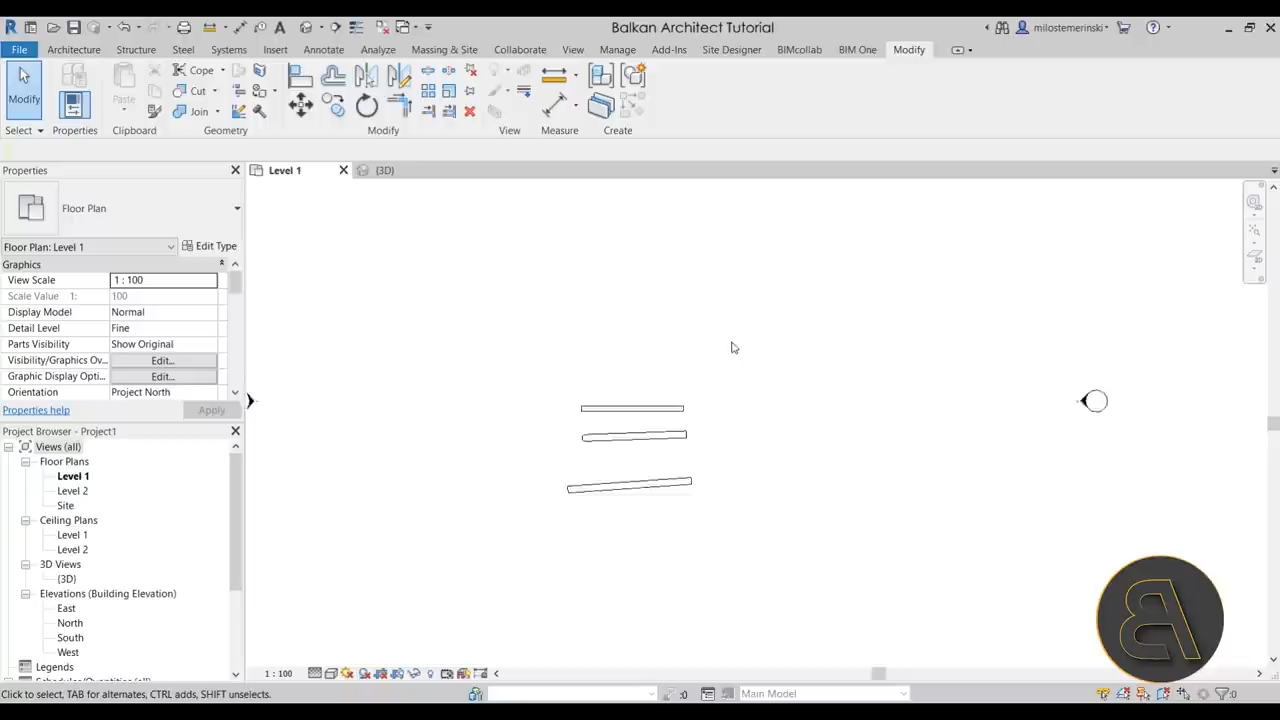 Balkan Architect Tutorial
milostemerinski
File Architecture Structure Steel Systems Insert Annotate Analyze Massing & Site Collaborate View Manage Add-Ins Site Designer BIMcollab BIM One Modify
Modify
Paste
Cope
Cut
Join
Select Properties Clipboard Geometry Modify View Measure Create
Properties
Level 1
{3D}
Floor Plan
Floor Plan: Level 1
Edit Type
Graphics
View Scale 1 : 100
Scale Value 1: 100
Display Model Normal
Detail Level Fine
Parts Visibility Show Original
Visibility/Graphics Ov... Edit...
Graphic Display Opti... Edit...
Orientation Project North
Properties help Apply
Project Browser - Project1
Views (all)
Floor Plans
Level 1
Level 2
Site
Ceiling Plans
Level 1
Level 2
3D Views
{3D}
Elevations (Building Elevation)
East
North
South
West
Legends
Schedules/Quantities (all)
1 : 100
Click to select, TAB for alternates, CTRL adds, SHIFT unselects.
:0
Main Model
:0